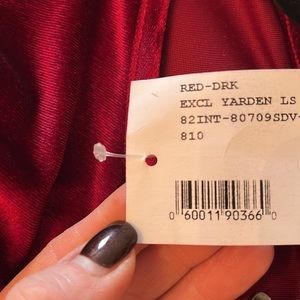 RED-DRK
EXCL YARDEN LS
82INT-80709SDV-
810
0 60011 90366 0